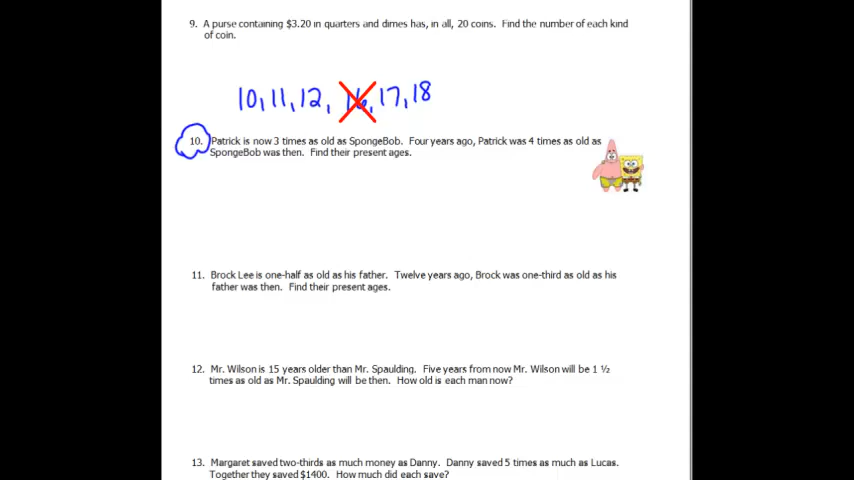 9. A purse containing $3.20 in quarters and dimes has, in all, 20 coins. Find the number of each kind
of coin.
10, 11, 12, 16, 17, 18
10. Patrick is now 3 times as old as SpongeBob. Four years ago, Patrick was 4 times as old as
SpongeBob was then. Find their present ages.
11. Brock Lee is one-half as old as his father. Twelve years ago, Brock was one-third as old as his
father was then. Find their present ages.
12. Mr. Wilson is 15 years older than Mr. Spaulding. Five years from now Mr. Wilson will be 1 ½
times as old as Mr. Spaulding will be then. How old is each man now?
13. Margaret saved two-thirds as much money as Danny. Danny saved 5 times as much as Lucas.
Together they saved $1400. How much did each save?